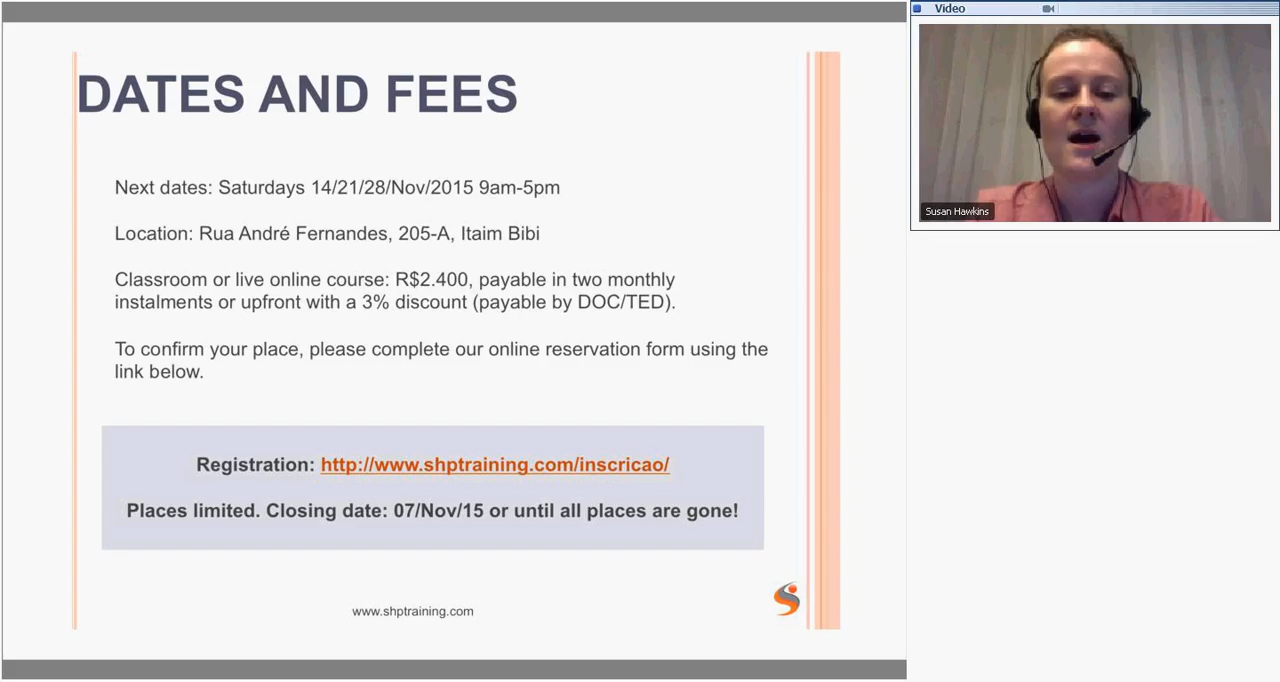 DATES AND FEES
Next dates: Saturdays 14/21/28/Nov/2015 9am-5pm
Location: Rua André Fernandes, 205-A, Itaim Bibi
Classroom or live online course: R$2.400, payable in two monthly
instalments or upfront with a 3% discount (payable by DOC/TED).
To confirm your place, please complete our online reservation form using the
link below.
Registration: http://www.shptraining.com/inscricao/
Places limited. Closing date: 07/Nov/15 or until all places are gone!
www.shptraining.com
Video
Susan Hawkins